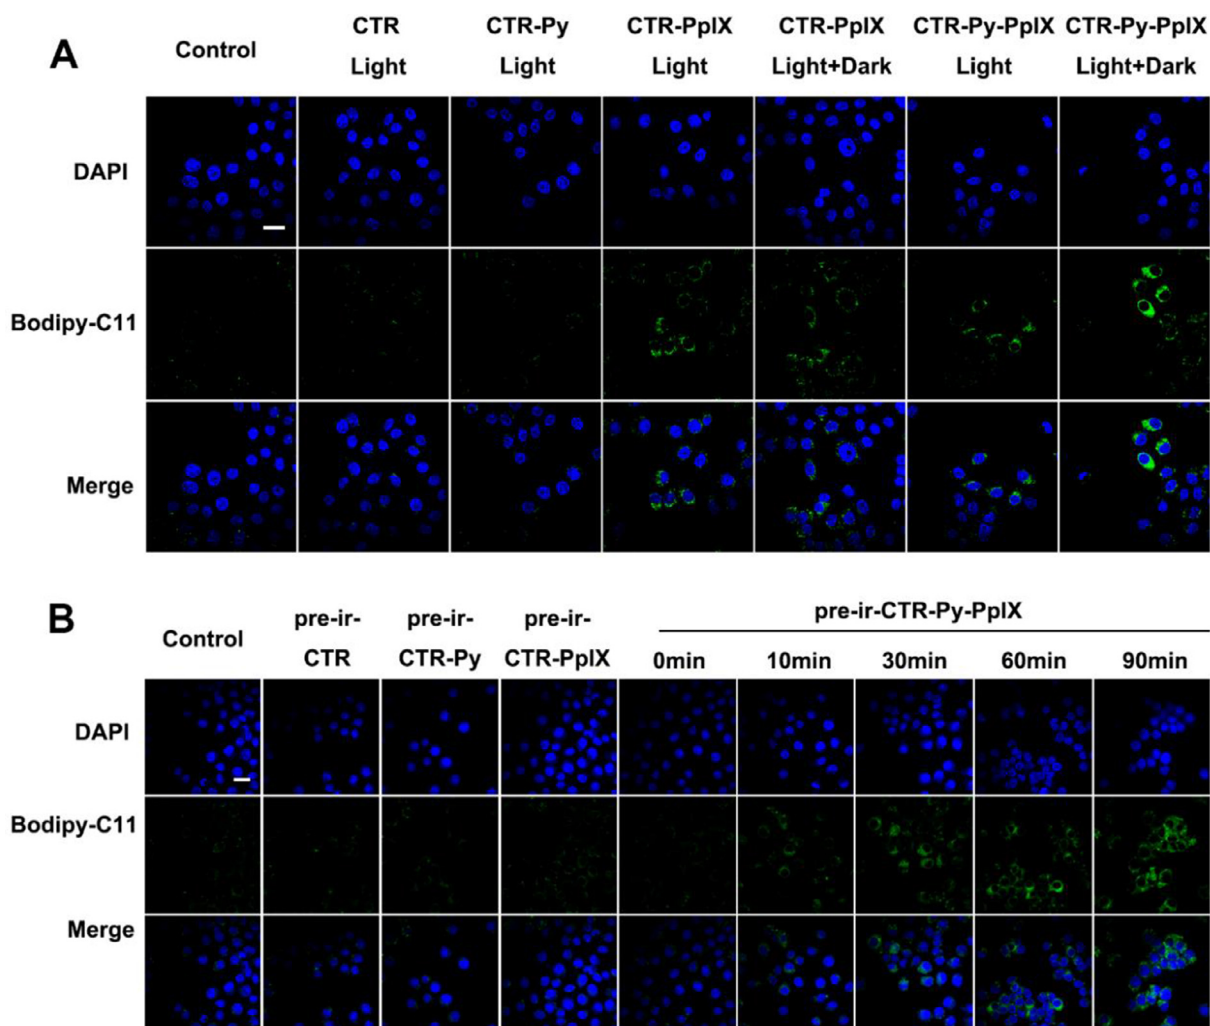 A
Control
CTR
Light
CTR-Py
Light
CTR-PpIX
Light
CTR-PpIX
Light+Dark
CTR-Py-PpIX
Light
CTR-Py-PpIX
Light+Dark
DAPI
Bodipy-C11
Merge
B
Control
pre-ir-
CTR
pre-ir-
CTR-Py
pre-ir-
CTR-PpIX
pre-ir-CTR-Py-PpIX
0min 10min 30min 60min 90min
DAPI
Bodipy-C11
Merge